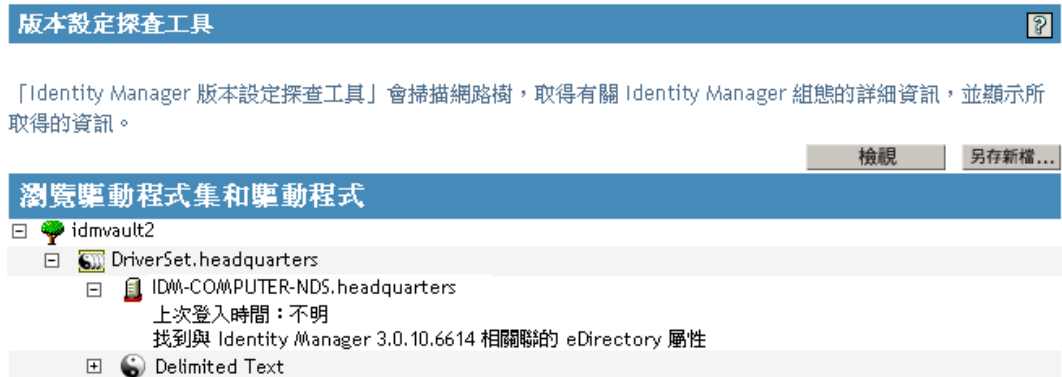 版本設定探查工具
?
「Identity Manager 版本設定探查工具」會掃描網路樹，取得有關 Identity Manager 組態的詳細資訊，並顯示所
取得的資訊。
檢視 另存新檔...
瀏覽驅動程式集和驅動程式
idmvault2
DriverSet.headquarters
IDM-COMPUTER-NDS.headquarters
上次登入時間：不明
找到與 Identity Manager 3.0.10.6614 相關聯的 eDirectory 屬性
Delimited Text